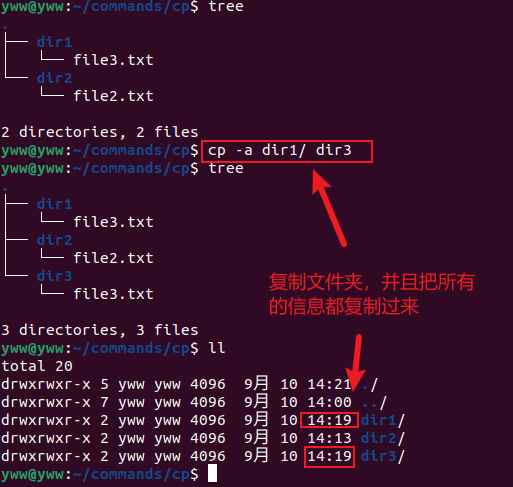 yww@yww:~/commands/cp$ tree
.
├── dir1
│   └── file3.txt
└── dir2
    └── file2.txt

2 directories, 2 files
yww@yww:~/commands/cp$ cp -a dir1/ dir3
yww@yww:~/commands/cp$ tree
.
├── dir1
│   └── file3.txt
├── dir2
│   └── file2.txt
└── dir3
    └── file3.txt
复制文件夹，并且把所有
的信息都复制过来

3 directories, 3 files
yww@yww:~/commands/cp$ ll
total 20
drwxrwxr-x 5 yww yww 4096  9月 10 14:21 ./
drwxrwxr-x 7 yww yww 4096  9月 10 14:00 ../
drwxrwxr-x 2 yww yww 4096  9月 10 14:19 dir1/
drwxrwxr-x 2 yww yww 4096  9月 10 14:13 dir2/
drwxrwxr-x 2 yww yww 4096  9月 10 14:19 dir3/
yww@yww:~/commands/cp$